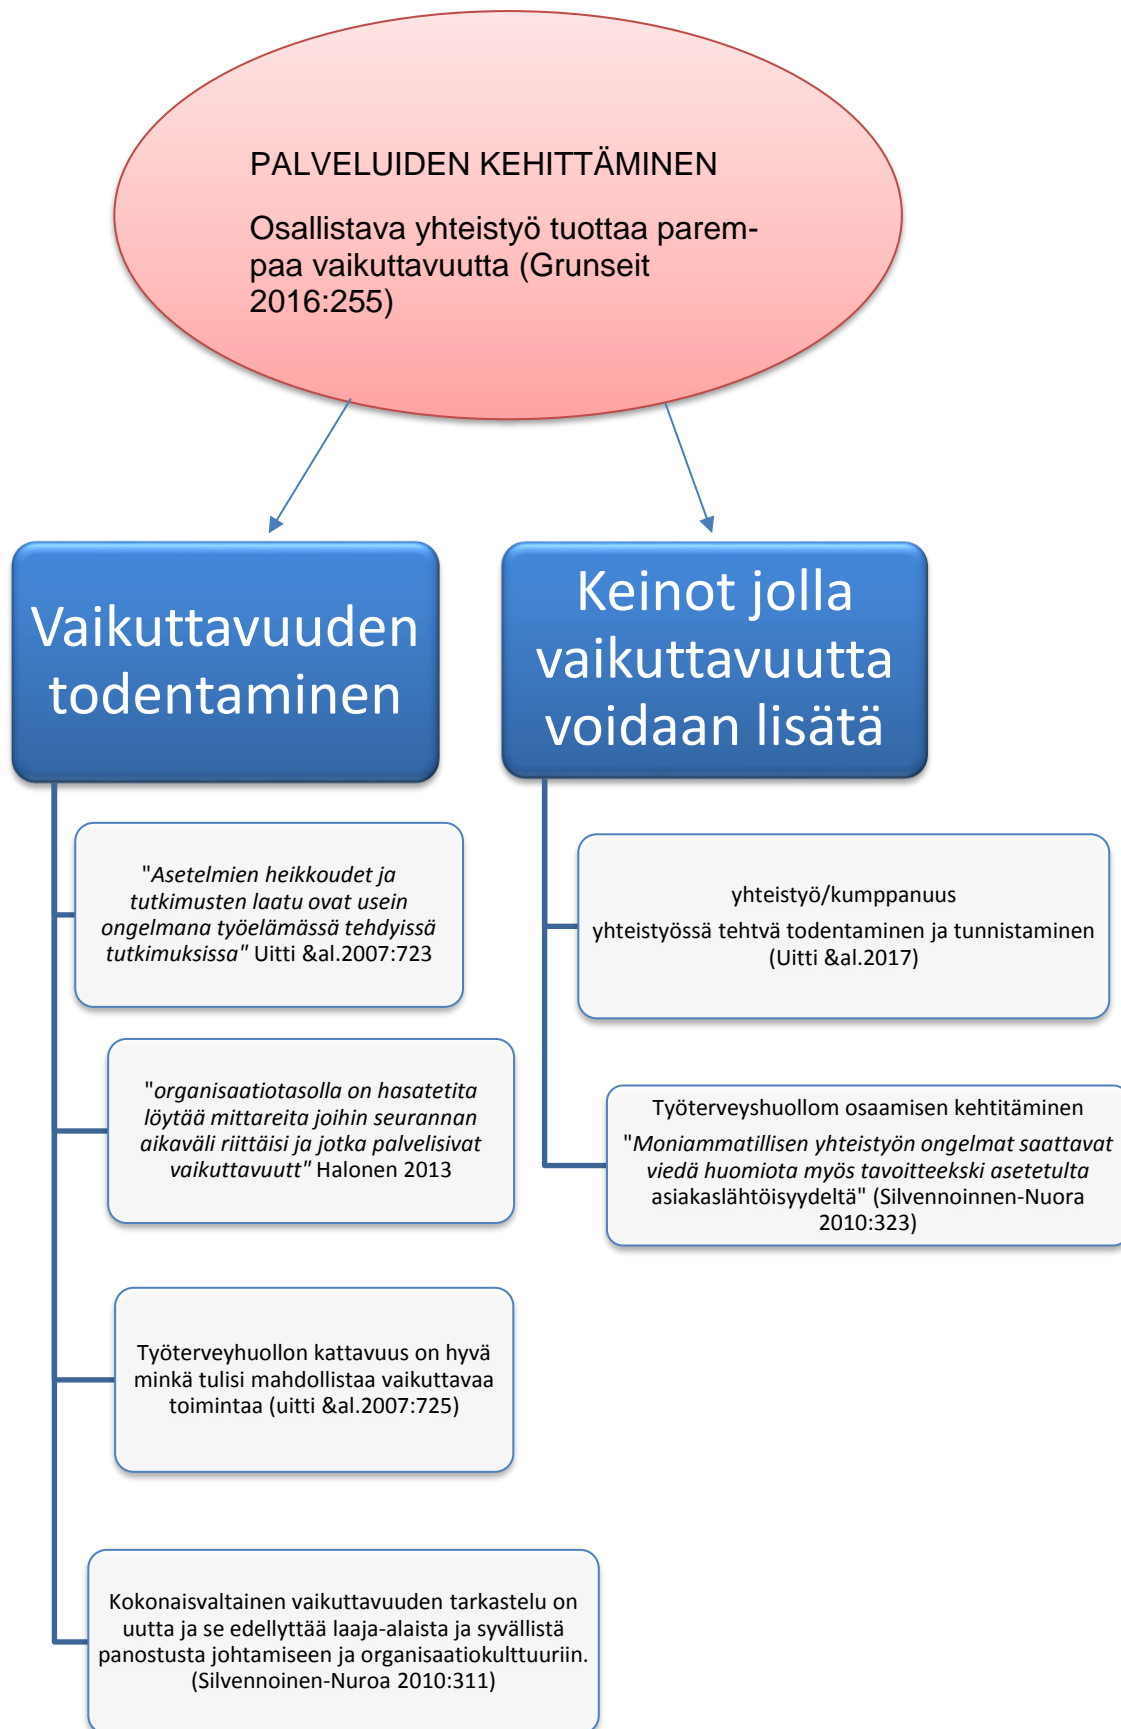 PALVELUIDEN KEHITTÄMINEN
Osallistava yhteistyö tuottaa parem-
paa vaikuttavuutta (Grunseit
2016:255)
Vaikuttavuuden
todentaminen
"Asetelmien heikkoudet ja
tutkimusten laatu ovat usein
ongelmana työelämässä tehdyissä
tutkimuksissa" Uitti &al.2007:723
"organisaatiotasolla on hasatetita
löytää mittareita joihin seurannan
aikaväli riittäisi ja jotka palvelisivat
vaikuttavuutt" Halonen 2013
Työterveyhuollon kattavuus on hyvä
minkä tulisi mahdollistaa vaikuttavaa
toimintaa (uitti &al.2007:725)
Kokonaisvaltainen vaikuttavuuden tarkastelu on
uutta ja se edellyttää laaja-alaista ja syvällistä
panostusta johtamiseen ja organisaatiokulttuuriin.
(Silvennoinen-Nuroa 2010:311)
Keinot jolla
vaikuttavuutta
voidaan lisätä
yhteistyö/kumppanuus
yhteistyössä tehtvä todentaminen ja tunnistaminen
(Uitti &al.2017)
Työterveyshuollom osaamisen kehtitäminen
"Moniammatillisen yhteistyön ongelmat saattavat
viedä huomiota myös tavoitteekski asetetulta
asiakaslähtöisyydeltä" (Silvennoinnen-Nuora
2010:323)